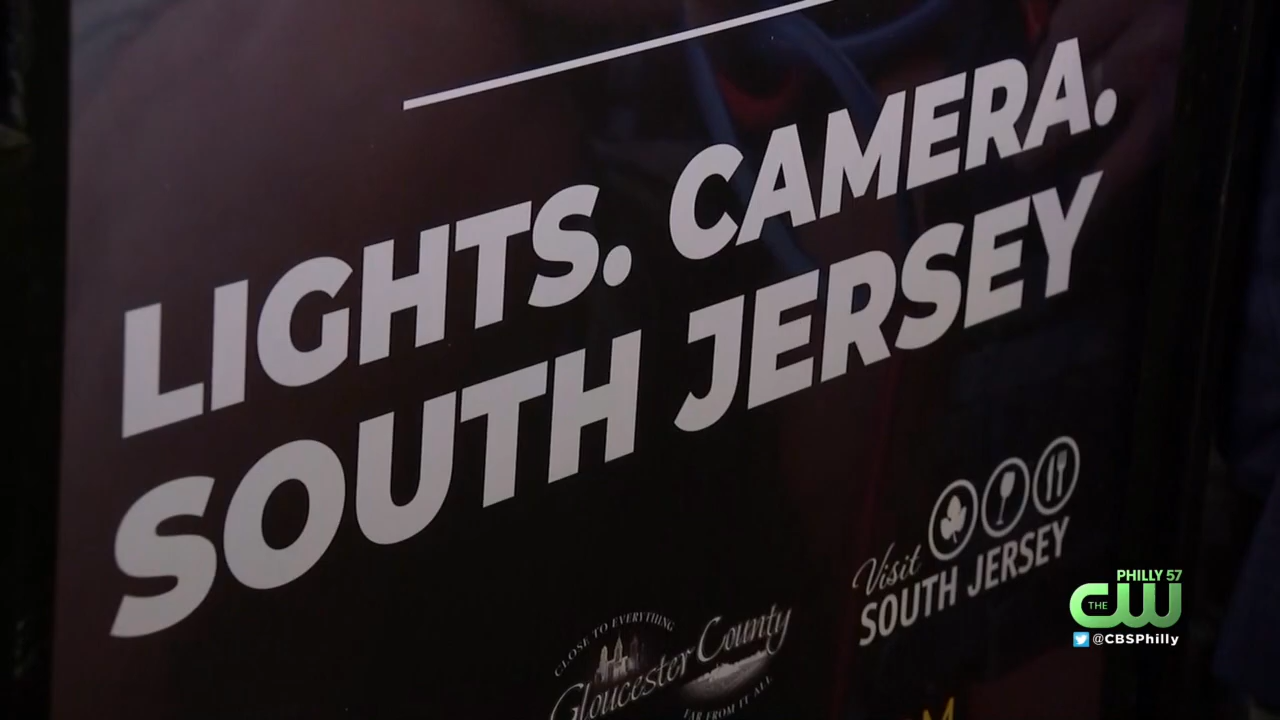 LIGHTS. CAMERA.
SOUTH JERSEY
Visit
SOUTH JERSEY
CLOSE TO EVERYTHING
Gloucester County
FAR FROM IT ALL
M
PHILLY 57
THE CW
@CBSPhilly